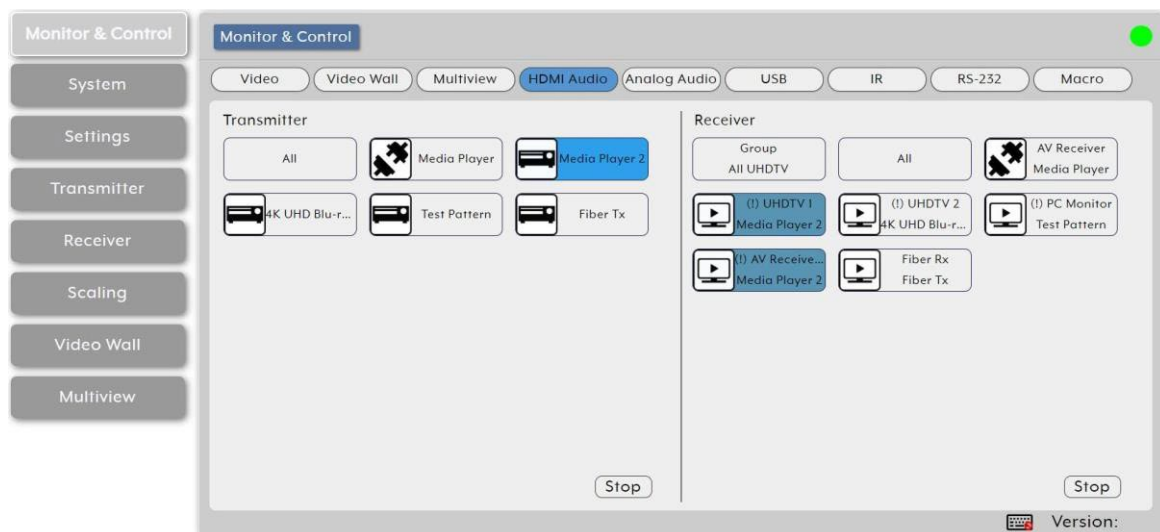 Monitor & Control
System
Settings
Transmitter
Receiver
Scaling
Video Wall
Multiview
Monitor & Control
Video
Video Wall
Multiview
HDMI Audio
Analog Audio
USB
IR
RS-232
Macro
Transmitter
All
Media Player
Media Player 2
4K UHD Blu-r...
Test Pattern
Fiber Tx
Stop
Receiver
Group
All UHDTV
All
AV Receiver
Media Player
(!) UHDTV 1
Media Player 2
(!) UHDTV 2
4K UHD Blu-r...
(!) PC Monitor
Test Pattern
(!) AV Receive...
Media Player 2
Fiber Rx
Fiber Tx
Stop
Version: